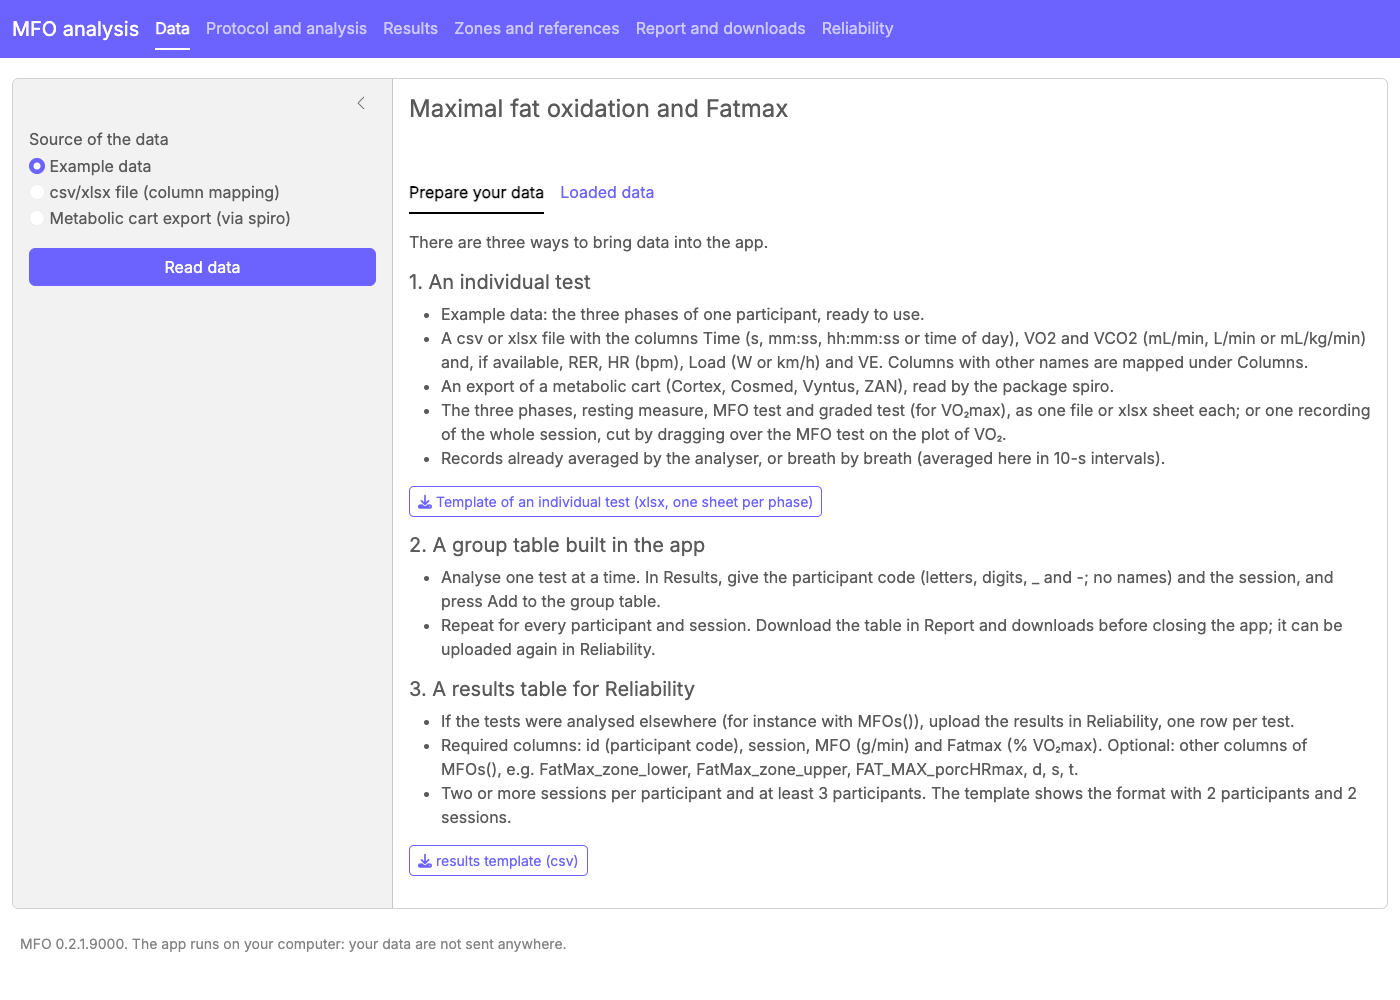 MFO analysis Data Protocol and analysis Results Zones and references Report and downloads Reliability
Source of the data
Example data
csv/xlsx file (column mapping)
Metabolic cart export (via spiro)
Read data
Maximal fat oxidation and Fatmax
Prepare your data Loaded data
There are three ways to bring data into the app.
1. An individual test
• Example data: the three phases of one participant, ready to use.
• A csv or xlsx file with the columns Time (s, mm:ss, hh:mm:ss or time of day), VO2 and VCO2 (mL/min, L/min or mL/kg/min)
and, if available, RER, HR (bpm), Load (W or km/h) and VE. Columns with other names are mapped under Columns.
• An export of a metabolic cart (Cortex, Cosmed, Vyntus, ZAN), read by the package spiro.
• The three phases, resting measure, MFO test and graded test (for VO₂max), as one file or xlsx sheet each; or one recording
of the whole session, cut by dragging over the MFO test on the plot of VO₂.
• Records already averaged by the analyser, or breath by breath (averaged here in 10-s intervals).
Template of an individual test (xlsx, one sheet per phase)
2. A group table built in the app
• Analyse one test at a time. In Results, give the participant code (letters, digits, _ and -; no names) and the session, and
press Add to the group table.
• Repeat for every participant and session. Download the table in Report and downloads before closing the app; it can be
uploaded again in Reliability.
3. A results table for Reliability
• If the tests were analysed elsewhere (for instance with MFOs()), upload the results in Reliability, one row per test.
• Required columns: id (participant code), session, MFO (g/min) and Fatmax (% VO₂max). Optional: other columns of
MFOs(), e.g. FatMax_zone_lower, FatMax_zone_upper, FAT_MAX_porcHRmax, d, s, t.
• Two or more sessions per participant and at least 3 participants. The template shows the format with 2 participants and 2
sessions.
results template (csv)
MFO 0.2.1.9000. The app runs on your computer: your data are not sent anywhere.